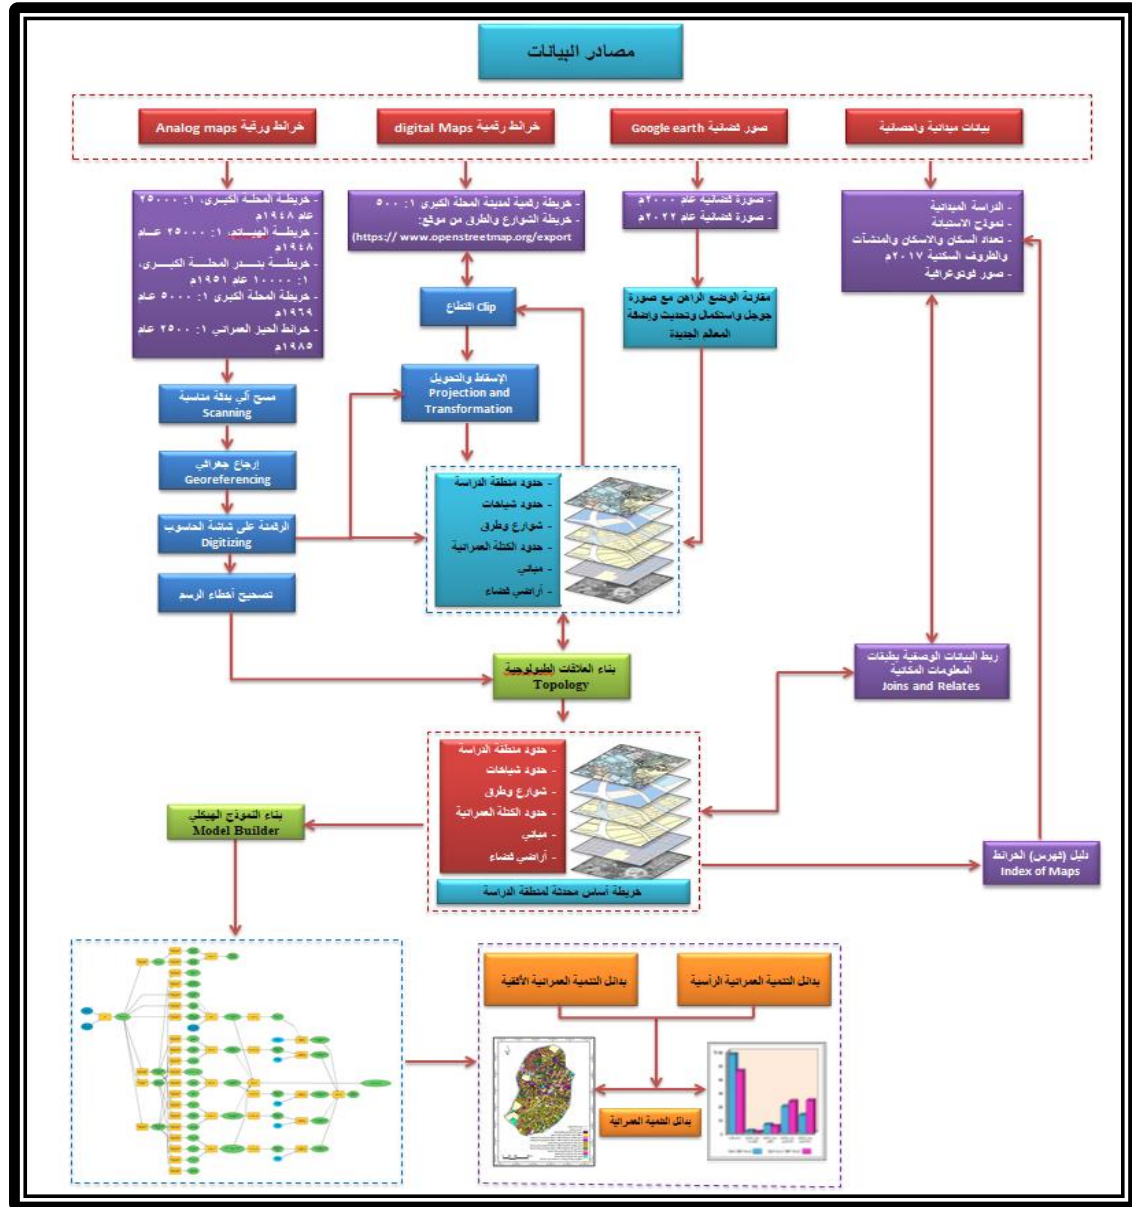 مصادر البيانات
بيانات ميدانية واحصائية
صور فضائية Google earth
خرائط رقمية digital Maps
خرائط ورقية Analog maps
- الدراسة الميدانية
- نموذج الاستبانة
- تعداد السكان والاسكان والمنشآت
والظروف السكنية ٢٠١٧م
- صور فوتوغرافية
- صورة فضائية عام ٢٠٠٠م
- صورة فضائية عام ٢٠٢٢م
- خريطة رقمية لمدينة المحلة الكبرى ١: ٥٠٠
- خريطة الشوارع والطرق من موقع:
(https:// www.openstreetmap.org/export
- خريطة المحلة الكبرى، ١: ٢٥٠٠٠
عام ١٩٤٨م
- خريطة الهياتم، ١: ٢٥٠٠٠ عام
١٩٤٨م
- خريطة بندر المحلة الكبرى،
١: ١٠٠٠٠ عام ١٩٥١م
- خريطة المحلة الكبرى ١: ٥٠٠٠ عام
١٩٦٩م
- خرائط الحيز العمراني ١: ٢٥٠٠ عام
١٩٨٥م
مقارنة الوضع الراهن مع صورة
جوجل واستكمال وتحديث وإضافة
المعالم الجديدة
اقتطاع Clip
الإسقاط والتحويل
Projection and
Transformation
مسح آلي بدقة مناسبة
Scanning
إرجاع جغرافي
Georeferencing
الرقمنة على شاشة الحاسوب
Digitizing
تصحيح أخطاء الرسم
- حدود منطقة الدراسة
- حدود شياخات
- شوارع وطرق
- حدود الكتلة العمرانية
- مباني
- أراضي فضاء
ربط البيانات الوصفية بطبقات
المعلومات المكانية
Joins and Relates
بناء العلاقات الطبولوجية
Topology
- حدود منطقة الدراسة
- حدود شياخات
- شوارع وطرق
- حدود الكتلة العمرانية
- مباني
- أراضي فضاء
خريطة أساس محدثة لمنطقة الدراسة
بناء النموذج الهيكلي
Model Builder
دليل (فهرس) الخرائط
Index of Maps
بدائل التنمية العمرانية الرأسية
بدائل التنمية العمرانية الأفقية
بدائل التنمية العمرانية